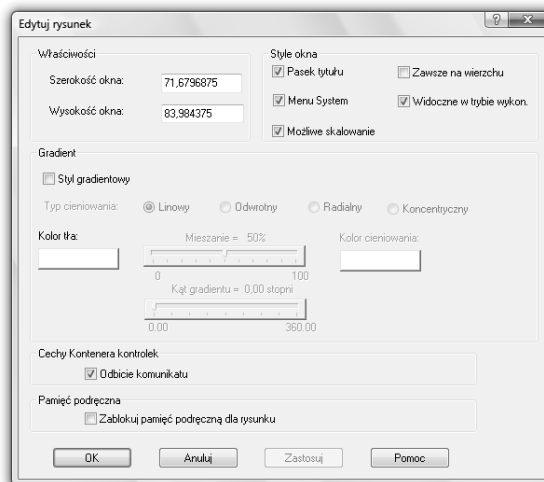 Edytuj rysunek
Właściwości
Szerokość okna: 71,6796875
Wysokość okna: 83,984375
Style okna
Pasek tytułu
Zawsze na wierzchu
Menu System
Widoczne w trybie wykon.
Możliwe skalowanie
Gradient
Styl gradientowy
Typ cieniowania: Linowy Odwrotny Radialny Koncentryczny
Kolor tła:
Mieszanie = 50%
Kolor cieniowania:
0 100
Kąt gradientu = 0,00 stopni
0.00 360.00
Cechy Kontenera kontrolek
Odbicie komunikatu
Pamięć podręczna
Zablokuj pamięć podręczną dla rysunku
OK Anuluj Zastosuj Pomoc